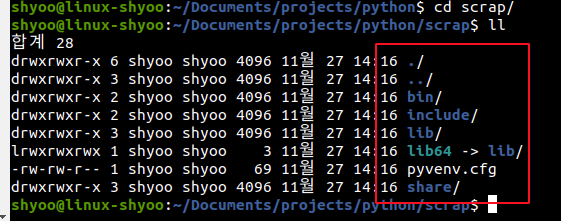 shyoo@linux-shyoo:~/Documents/projects/python$ cd scrap/
shyoo@linux-shyoo:~/Documents/projects/python/scrap$ ll
합계 28
drwxrwxr-x 6 shyoo shyoo 4096 11월 27 14:16 ./
drwxrwxr-x 3 shyoo shyoo 4096 11월 27 14:16 ../
drwxrwxr-x 2 shyoo shyoo 4096 11월 27 14:16 bin/
drwxrwxr-x 2 shyoo shyoo 4096 11월 27 14:16 include/
drwxrwxr-x 3 shyoo shyoo 4096 11월 27 14:16 lib/
lrwxrwxrwx 1 shyoo shyoo    3 11월 27 14:16 lib64 -> lib/
-rw-rw-r-- 1 shyoo shyoo   69 11월 27 14:16 pyvenv.cfg
drwxrwxr-x 3 shyoo shyoo 4096 11월 27 14:16 share/
shyoo@linux-shyoo:~/Documents/projects/python/scrap$